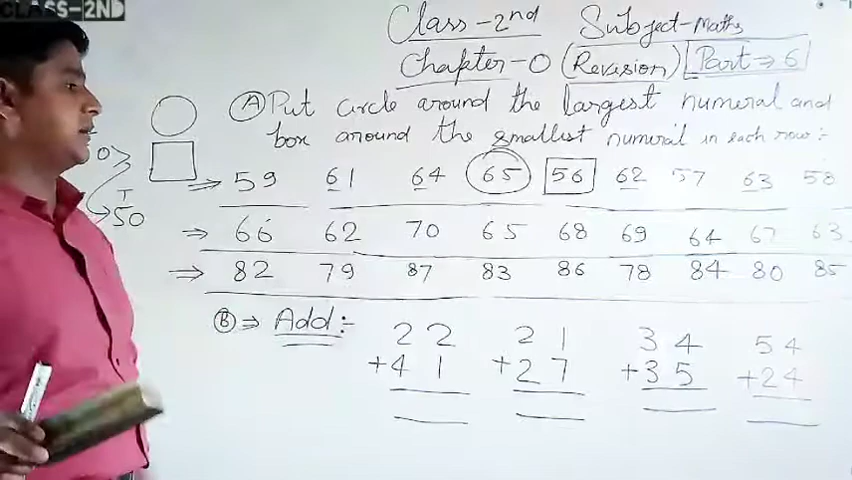 CLASS-2ND
Class-2nd Subject-Maths
Chapter-0 (Revision) Part→6
(A) Put circle around the largest numeral and
box around the smallest numeral in each row:-
⇒ 59 61 64 65 56 62 57 63 58
⇒ 66 62 70 65 68 69 64 67 63
⇒ 82 79 87 83 86 78 84 80 85
0
T
50
(B) ⇒ Add:-
22 21 34 54
+41 +27 +35 +24